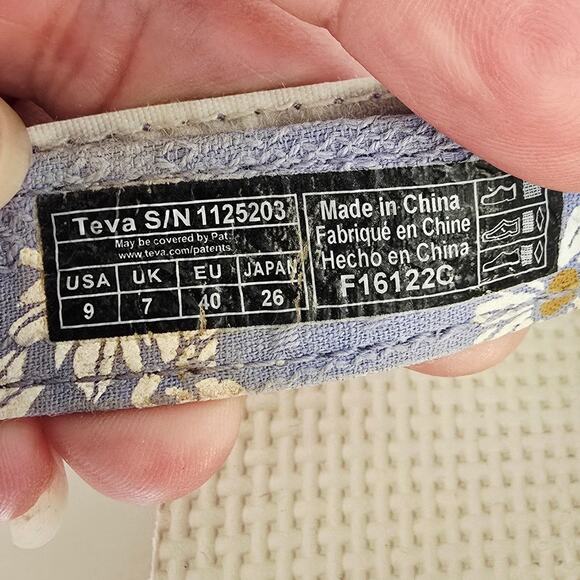 Teva S/N 1125203
May be covered by Pat.:
www.teva.com/patents
USA UK EU JAPAN
9 7 40 26
Made in China
Fabriqué en Chine
Hecho en China
F16122C